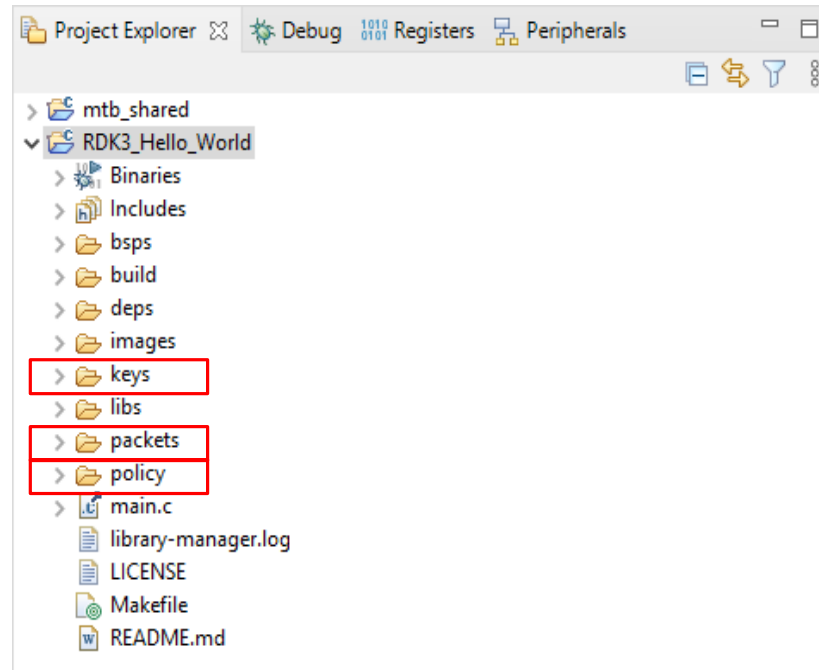 Project Explorer Debug 1010 0101 Registers Peripherals
mtb_shared
RDK3_Hello_World
Binaries
Includes
bsps
build
deps
images
keys
libs
packets
policy
main.c
library-manager.log
LICENSE
Makefile
README.md